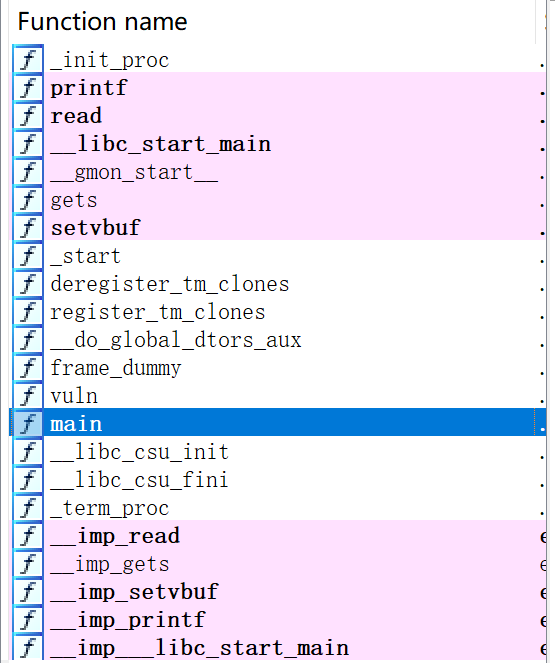 Function name
f _init_proc .
f printf .
f read .
f __libc_start_main .
f __gmon_start__ .
f gets .
f setvbuf .
f _start .
f deregister_tm_clones .
f register_tm_clones .
f __do_global_dtors_aux .
f frame_dummy .
f vuln .
f main .
f __libc_csu_init .
f __libc_csu_fini .
f _term_proc .
f __imp_read e
f __imp_gets e
f __imp_setvbuf e
f __imp_printf e
f __imp___libc_start_main e